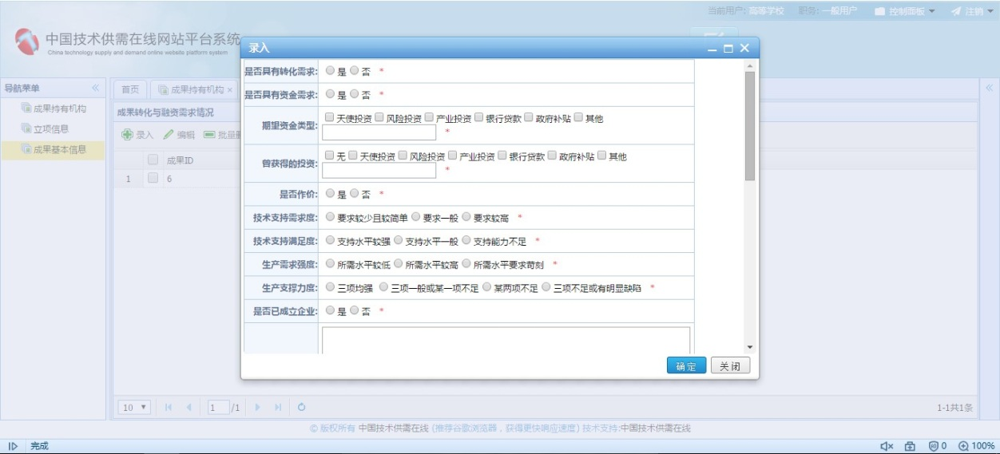 当前用户: 高等学校 职务: 一般用户 控制面板 注销
中国技术供需在线网站平台系统
China technology supply and demand online website platform system
导航菜单
成果持有机构
立项信息
成果基本信息
首页 成果持有机构 ×
成果转化与融资需求情况
录入 编辑 批量删
成果ID
1 6
录入
是否具有转化需求: 是 否 *
是否具有资金需求: 是 否 *
期望资金类型: 天使投资 风险投资 产业投资 银行贷款 政府补贴 其他
*
曾获得的投资: 无 天使投资 风险投资 产业投资 银行贷款 政府补贴 其他
*
是否作价: 是 否 *
技术支持需求度: 要求较少且较简单 要求一般 要求较高 *
技术支持满足度: 支持水平较强 支持水平一般 支持能力不足 *
生产需求强度: 所需水平较低 所需水平较高 所需水平要求苛刻 *
生产支撑力度: 三项均强 三项一般或某一项不足 某两项不足 三项不足或有明显缺陷 *
是否已成立企业: 是 否 *
确定 关闭
10 1 /1 1-1共1条
© 版权所有 中国技术供需在线 (推荐谷歌浏览器，获得更快响应速度) 技术支持:中国技术供需在线
完成 0 100%